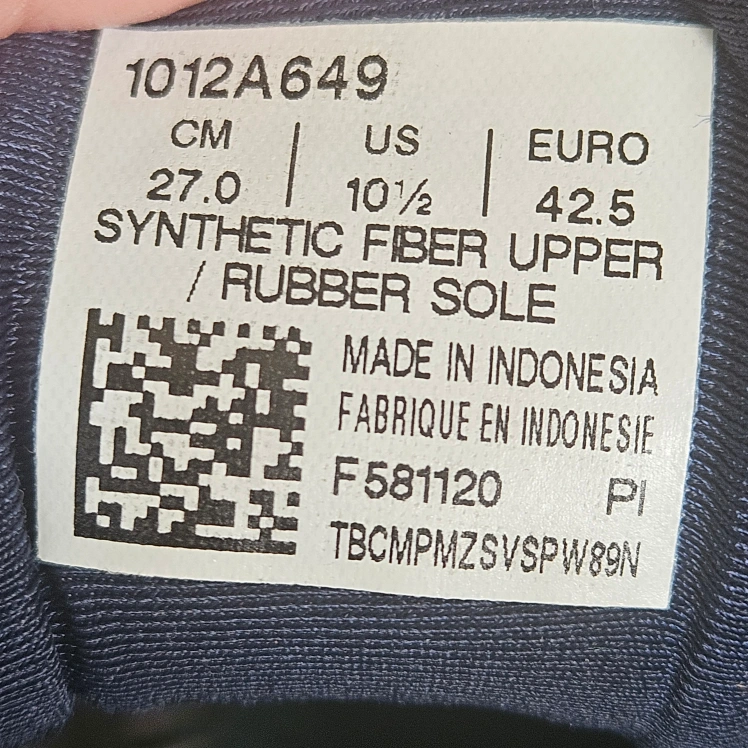 1012A649
CM | US | EURO
27.0 | 10½ | 42.5
SYNTHETIC FIBER UPPER
/ RUBBER SOLE
MADE IN INDONESIA
FABRIQUE EN INDONESIE
F581120 PI
TBCMPMZSVSPW89N